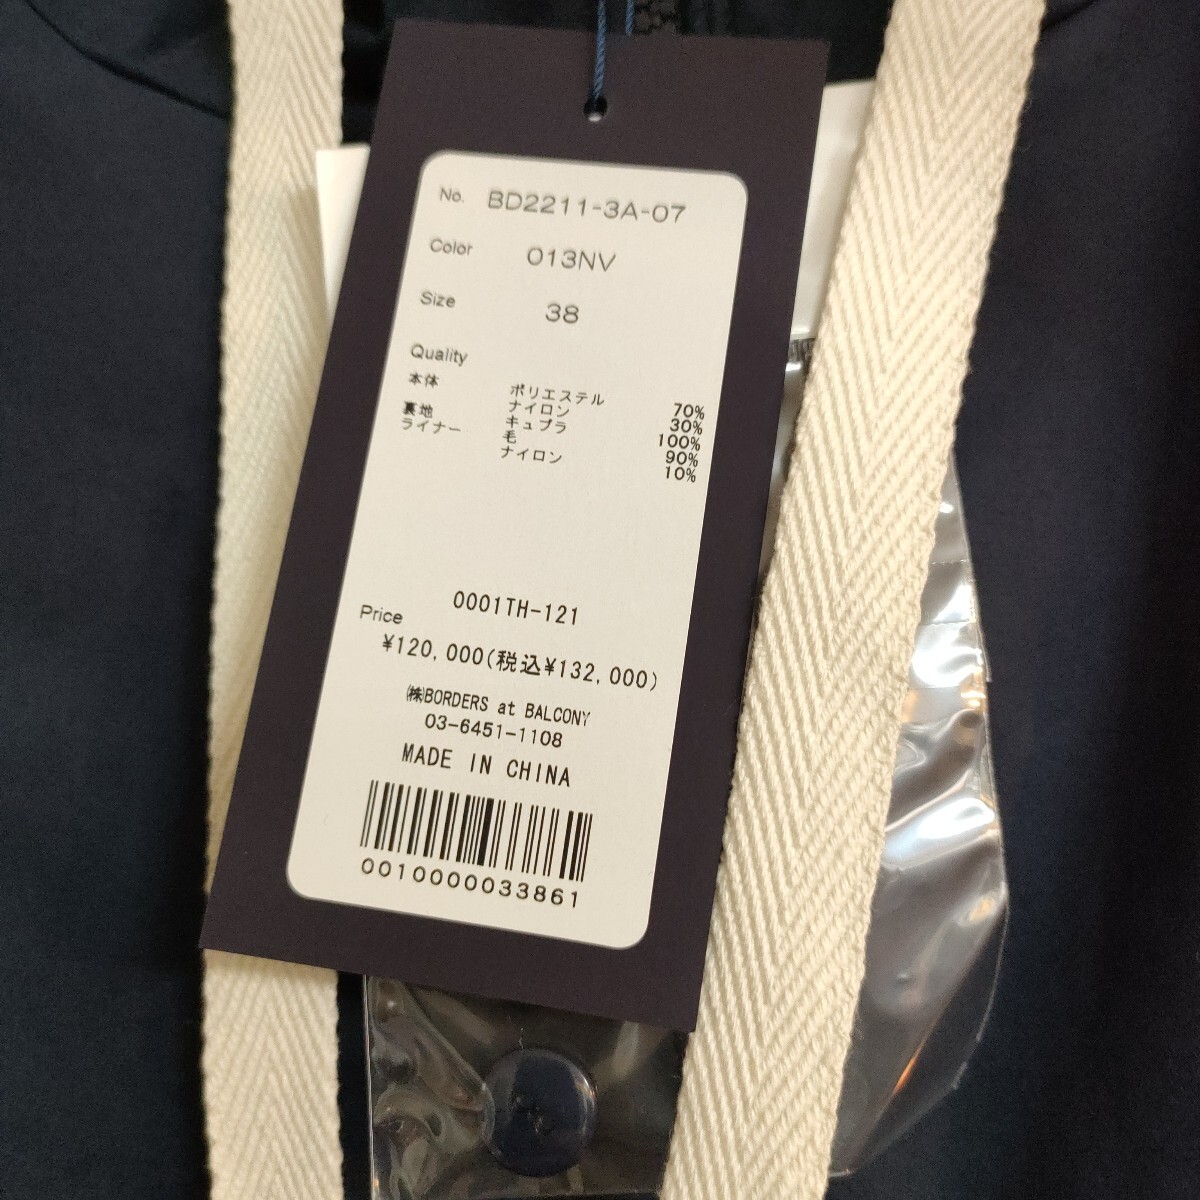 No. BD2211-3A-07
Color 013NV
Size 38
Quality
本体 ポリエステル 70%
ナイロン 30%
裏地 キュプラ 100%
ライナー 毛 90%
ナイロン 10%
0001TH-121
Price
¥120,000(税込¥132,000)
㈱BORDERS at BALCONY
03-6451-1108
MADE IN CHINA
0010000033861